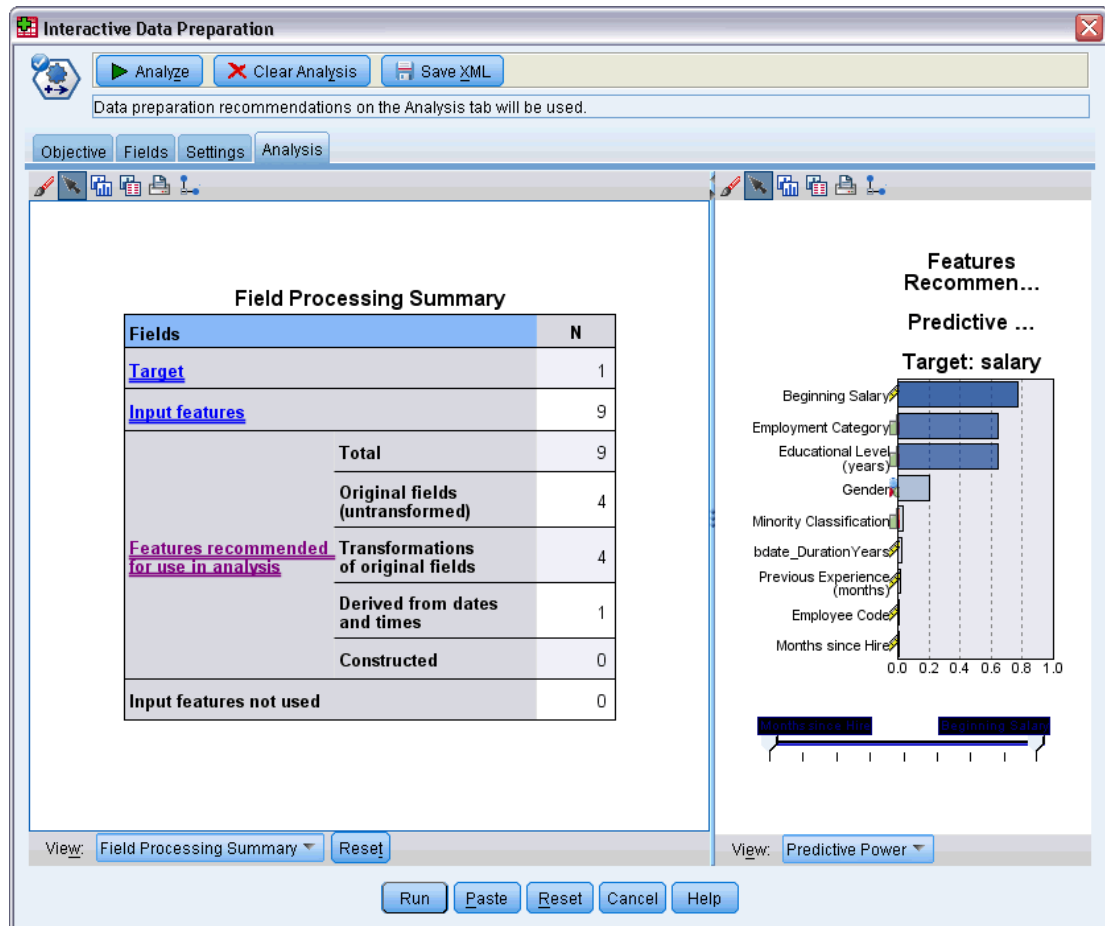 Interactive Data Preparation
Analyze
Clear Analysis
Save XML
Data preparation recommendations on the Analysis tab will be used.
Objective
Fields
Settings
Analysis
Field Processing Summary
Fields
N
Target
1
Input features
9
Features recommended
for use in analysis
Total
9
Original fields
(untransformed)
4
Transformations
of original fields
4
Derived from dates
and times
1
Constructed
0
Input features not used
0
View:
Field Processing Summary
Reset
Features
Recommen...
Predictive ...
Target: salary
Beginning Salary
Employment Category
Educational Level
(years)
Gender
Minority Classification
bdate_DurationYears
Previous Experience
(months)
Employee Code
Months since Hire
0.0 0.2 0.4 0.6 0.8 1.0
Months since Hire
Beginning Salary
View:
Predictive Power
Run
Paste
Reset
Cancel
Help